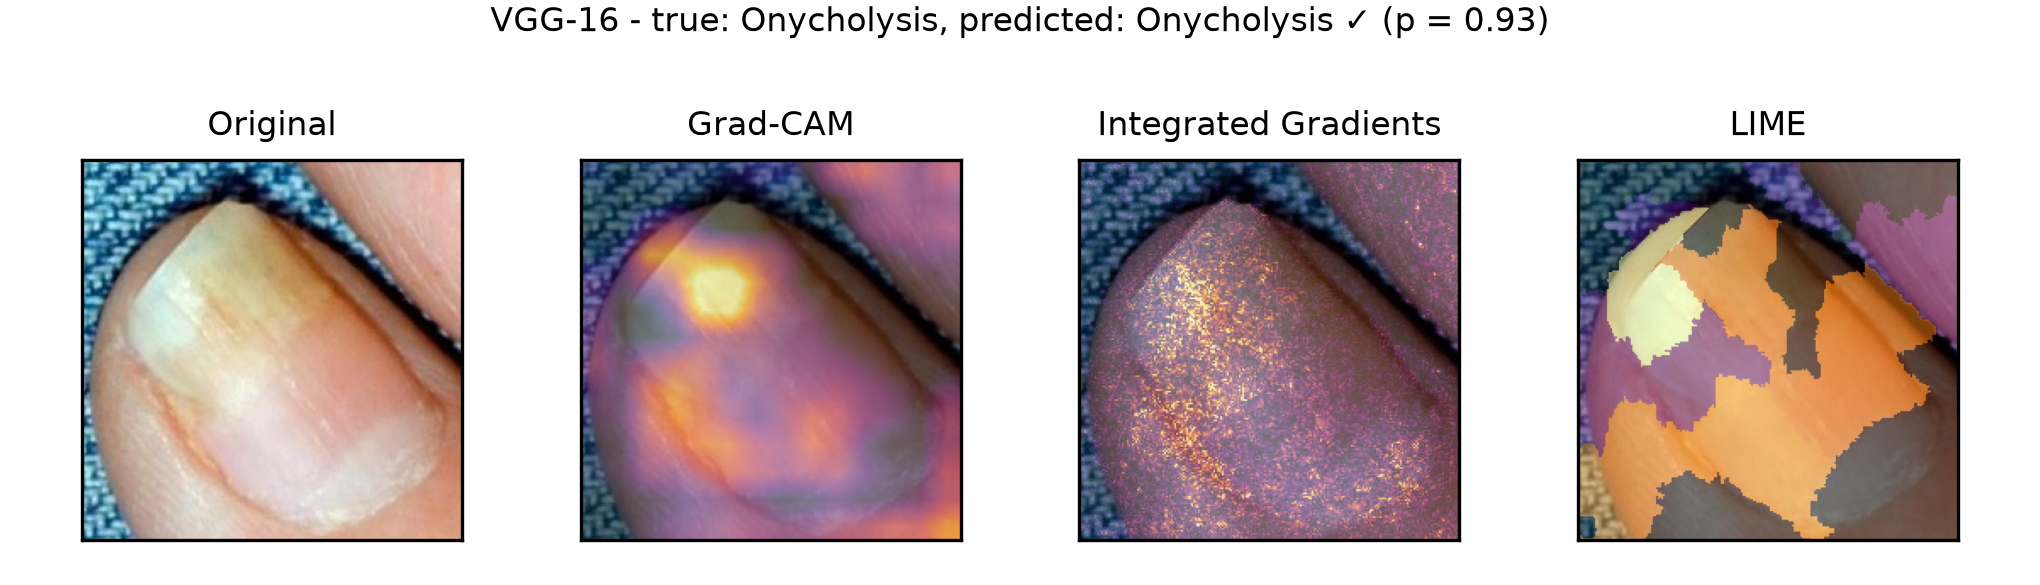 VGG-16 - true: Onycholysis, predicted: Onycholysis ✓ (p = 0.93)
Original
Grad-CAM
Integrated Gradients
LIME